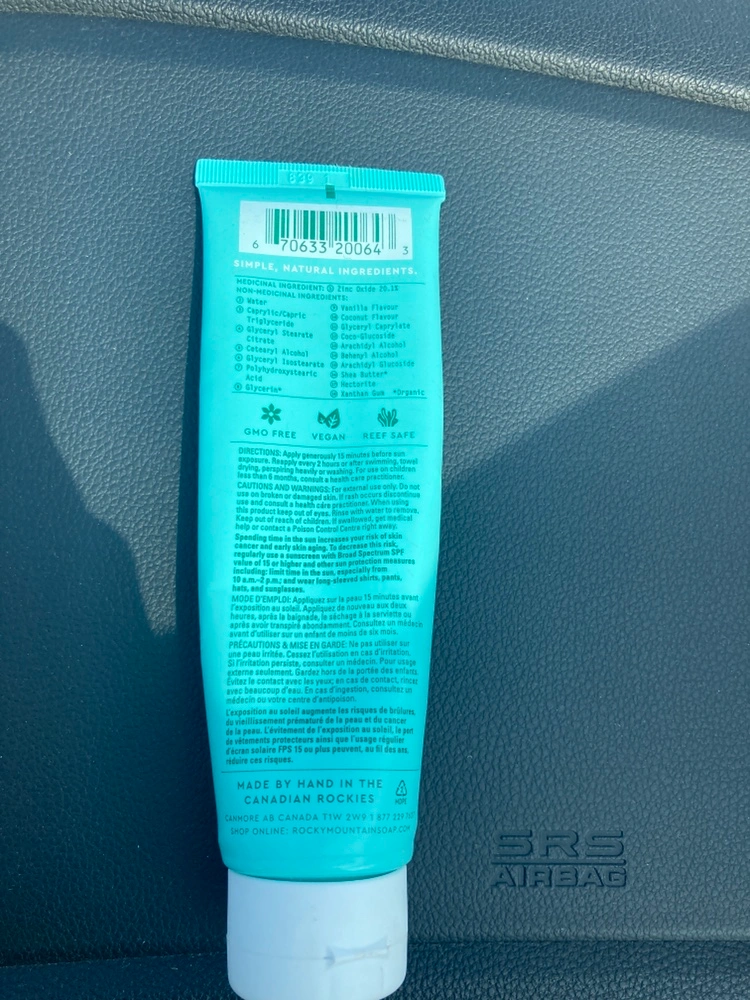 6 70633 20064 3
SIMPLE, NATURAL INGREDIENTS.
MEDICINAL INGREDIENT: ① Zinc Oxide 20.1%
NON-MEDICINAL INGREDIENTS:
Water
Caprylic/Capric
Triglyceride
Glyceryl Stearate
Citrate
Cetearyl Alcohol
Glyceryl Isostearate
Polyhydroxystearic
Acid
Glycerin*
Vanilla Flavour
Coconut Flavour
Glyceryl Caprylate
Coco-Glucoside
Arachidyl Alcohol
Behenyl Alcohol
Arachidyl Glucoside
Shea Butter*
Hectorite
Xanthan Gum *Organic
GMO FREE VEGAN REEF SAFE
DIRECTIONS: Apply generously 15 minutes before sun
exposure. Reapply every 2 hours or after swimming, towel
drying, perspiring heavily or washing. For use on children
less than 6 months, consult a health care practitioner.
CAUTIONS AND WARNINGS: For external use only. Do not
use on broken or damaged skin. If rash occurs discontinue
use and consult a health care practitioner. When using
this product keep out of eyes. Rinse with water to remove.
Keep out of reach of children. If swallowed, get medical
help or contact a Poison Control Centre right away.
Spending time in the sun increases your risk of skin
cancer and early skin aging. To decrease this risk,
regularly use a sunscreen with Broad Spectrum SPF
value of 15 or higher and other sun protection measures
including: limit time in the sun, especially from
10 a.m.–2 p.m.; and wear long-sleeved shirts, pants,
hats, and sunglasses.
MODE D'EMPLOI: Appliquez sur la peau 15 minutes avant
l'exposition au soleil. Appliquez de nouveau aux deux
heures, après la baignade, le séchage à la serviette ou
après avoir transpiré abondamment. Consultez un médecin
avant d'utiliser sur un enfant de moins de six mois.
PRÉCAUTIONS & MISE EN GARDE: Ne pas utiliser sur
une peau irritée. Cessez l'utilisation en cas d'irritation.
Si l'irritation persiste, consulter un médecin. Pour usage
externe seulement. Gardez hors de la portée des enfants.
Évitez le contact avec les yeux; en cas de contact, rincez
avec beaucoup d'eau. En cas d'ingestion, consultez un
médecin ou votre centre d'antipoison.
L'exposition au soleil augmente les risques de brûlures,
du vieillissement prématuré de la peau et du cancer
de la peau. L'évitement de l'exposition au soleil, le port
de vêtements protecteurs ainsi que l'usage régulier
d'écran solaire FPS 15 ou plus peuvent, au fil des ans,
réduire ces risques.
MADE BY HAND IN THE
CANADIAN ROCKIES
HDPE
CANMORE AB CANADA T1W 2W9 1 877 229
SHOP ONLINE: ROCKYMOUNTAINSOAP.COM
SRS
AIRBAG